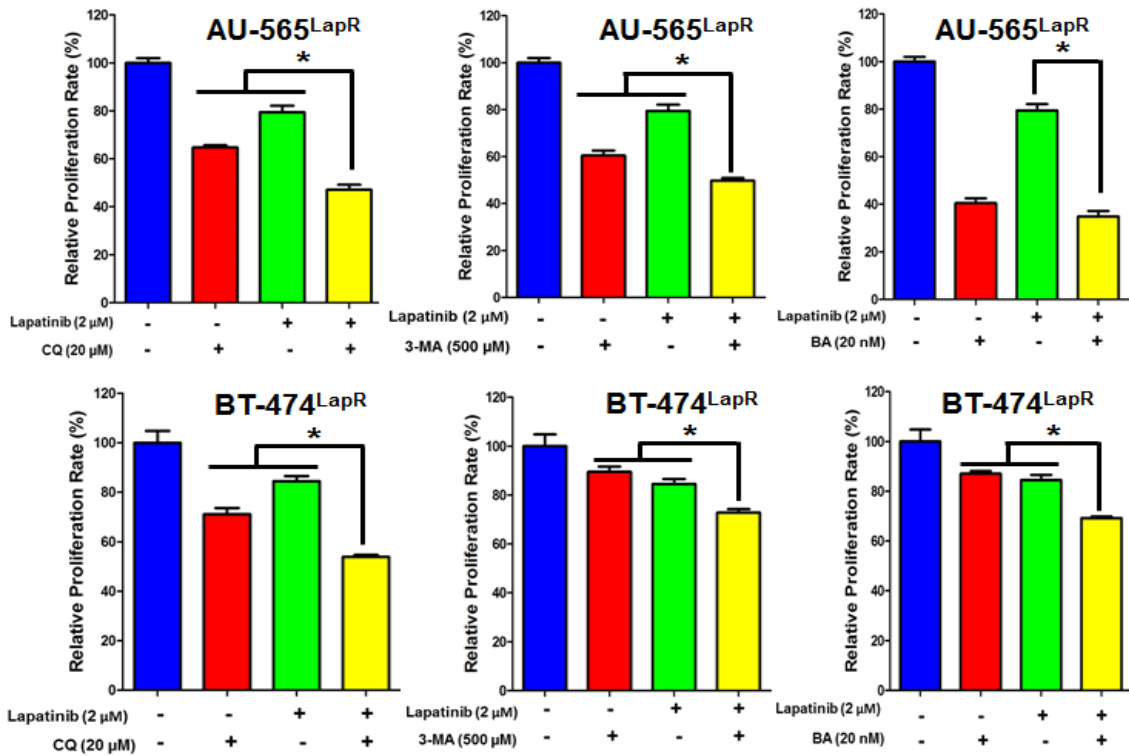 AU-565LapR
*
Relative Proliferation Rate (%)
120
100
80
60
40
20
0
Lapatinib (2 µM) - - + +
CQ (20 µM) - + - +
AU-565LapR
*
Relative Proliferation Rate (%)
120
100
80
60
40
20
0
Lapatinib (2 µM) - - + +
3-MA (500 µM) - + - +
AU-565LapR
*
Relative Proliferation Rate (%)
120
100
80
60
40
20
0
Lapatinib (2 µM) - - + +
BA (20 nM) - + - +
BT-474LapR
*
Relative Proliferation Rate (%)
120
100
80
60
40
20
0
Lapatinib (2 µM) - - + +
CQ (20 µM) - + - +
BT-474LapR
*
Relative Proliferation Rate (%)
120
100
80
60
40
20
0
Lapatinib (2 µM) - - + +
3-MA (500 µM) - + - +
BT-474LapR
*
Relative Proliferation Rate (%)
120
100
80
60
40
20
0
Lapatinib (2 µM) - - + +
BA (20 nM) - + - +